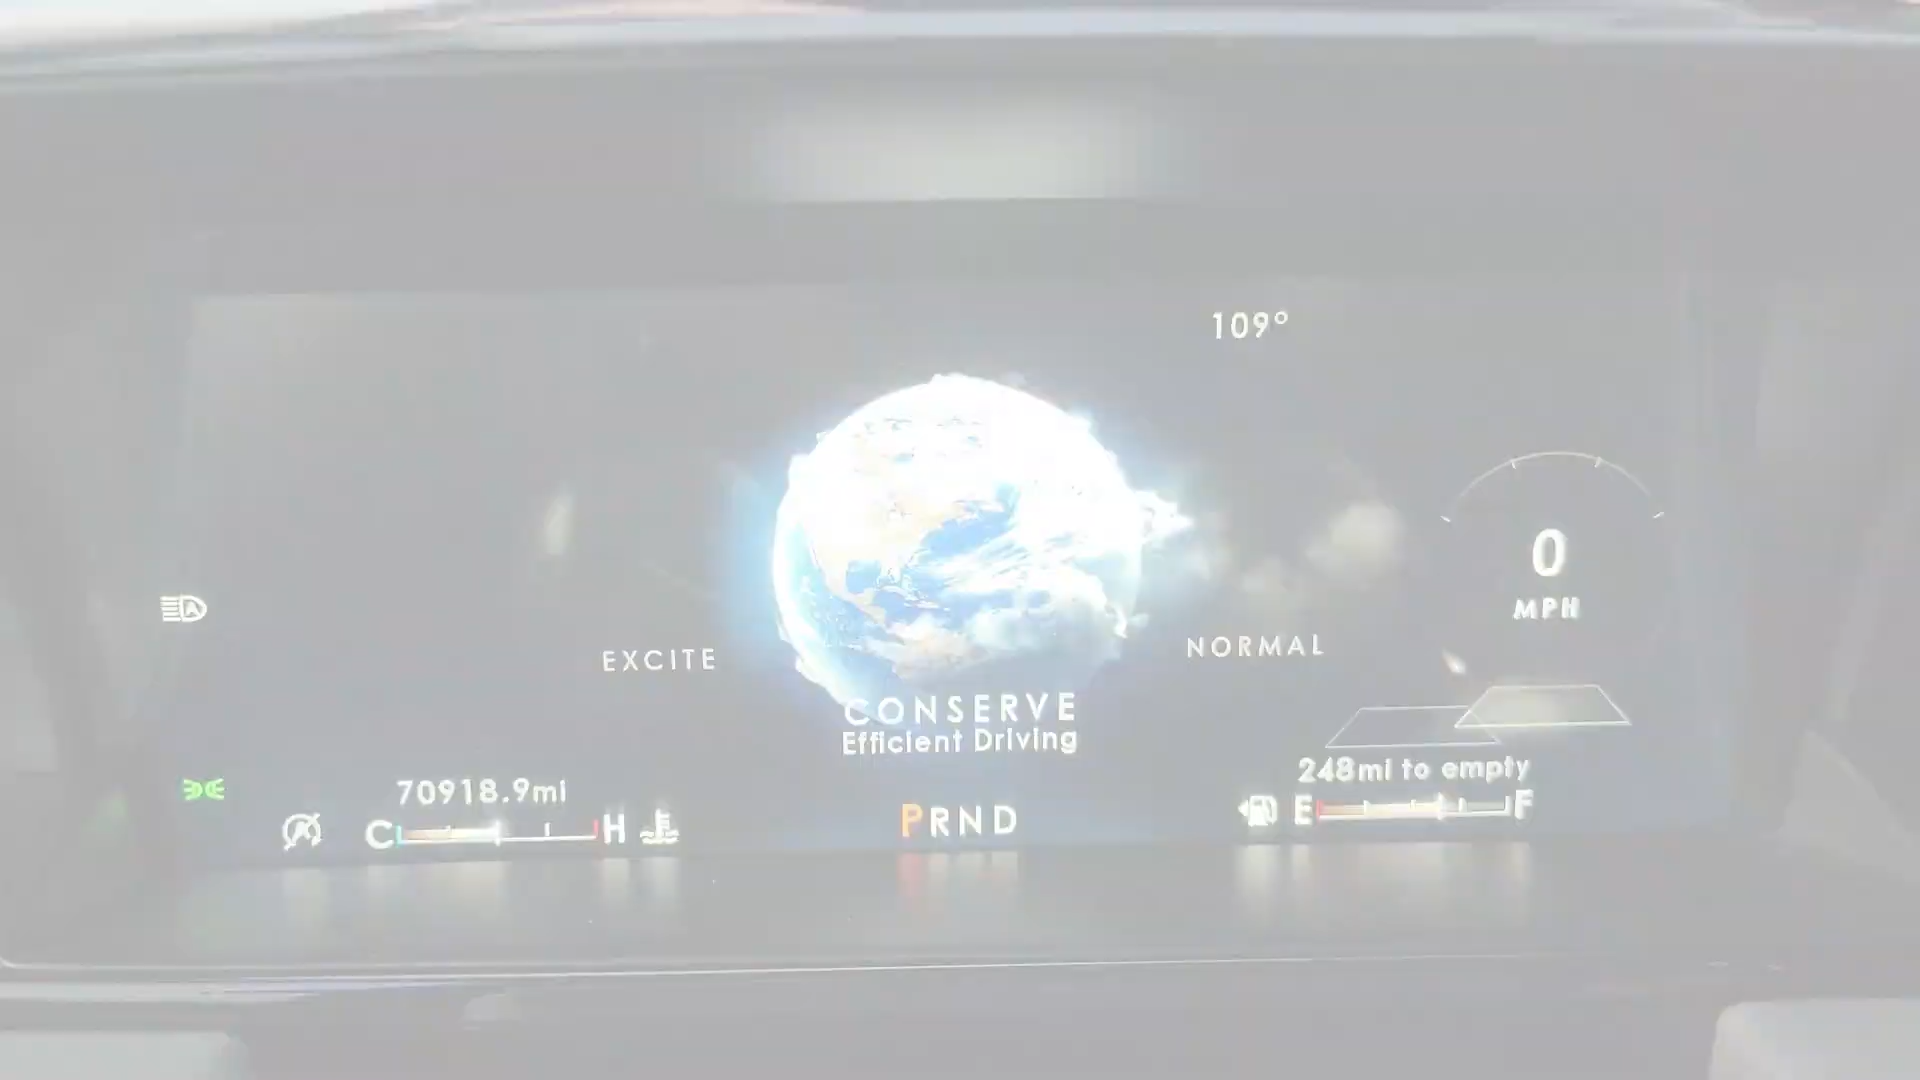 109°
0
MPH
EXCITE
NORMAL
CONSERVE
Efficient Driving
70918.9mi
248mi to empty
C H
PRND
E F